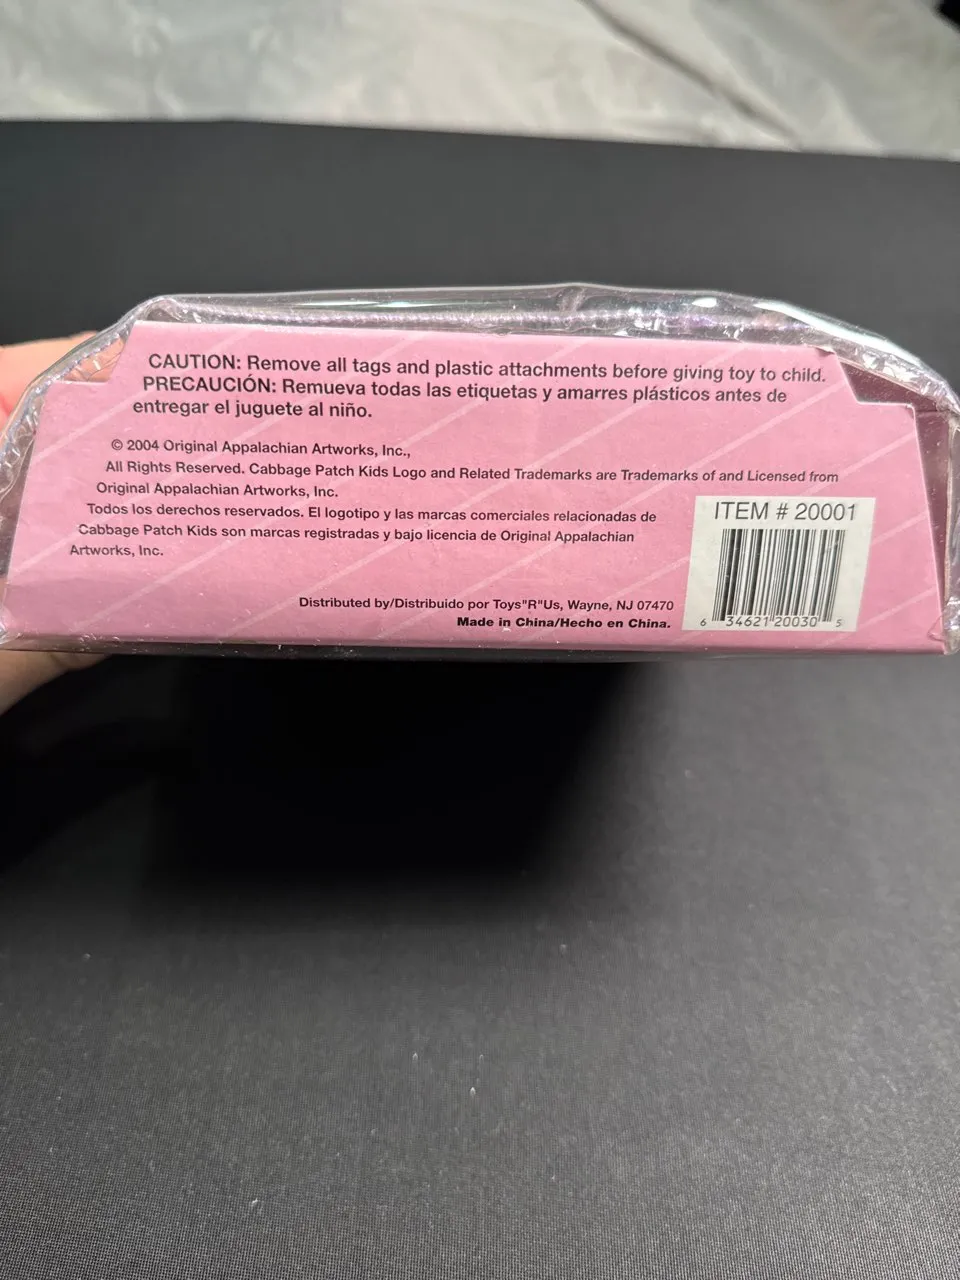 CAUTION: Remove all tags and plastic attachments before giving toy to child.
PRECAUCIÓN: Remueva todas las etiquetas y amarres plásticos antes de
entregar el juguete al niño.
© 2004 Original Appalachian Artworks, Inc.,
All Rights Reserved. Cabbage Patch Kids Logo and Related Trademarks are Trademarks of and Licensed from
Original Appalachian Artworks, Inc.
Todos los derechos reservados. El logotipo y las marcas comerciales relacionadas de
Cabbage Patch Kids son marcas registradas y bajo licencia de Original Appalachian
Artworks, Inc.
ITEM # 20001
6 34621 20030 5
Distributed by/Distribuido por Toys"R"Us, Wayne, NJ 07470
Made in China/Hecho en China.